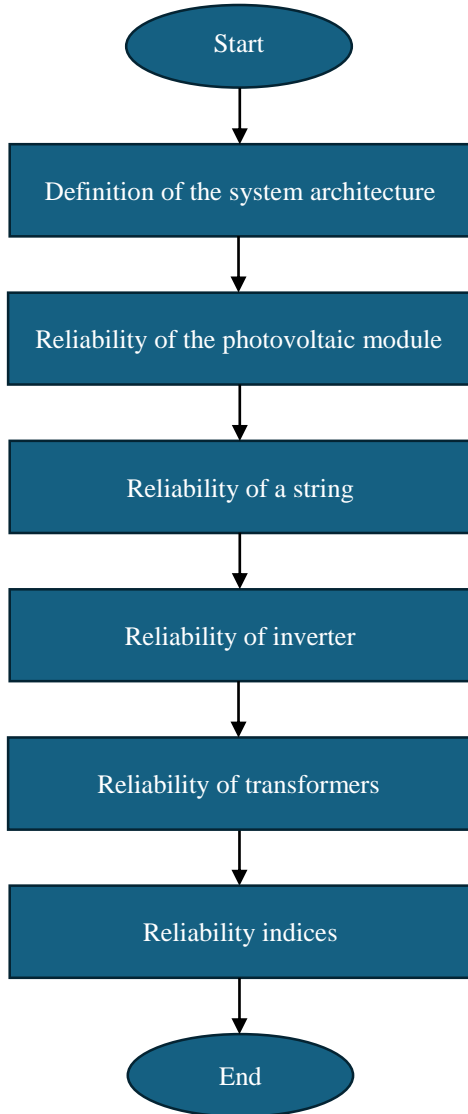 Start
Definition of the system architecture
Reliability of the photovoltaic module
Reliability of a string
Reliability of inverter
Reliability of transformers
Reliability indices
End